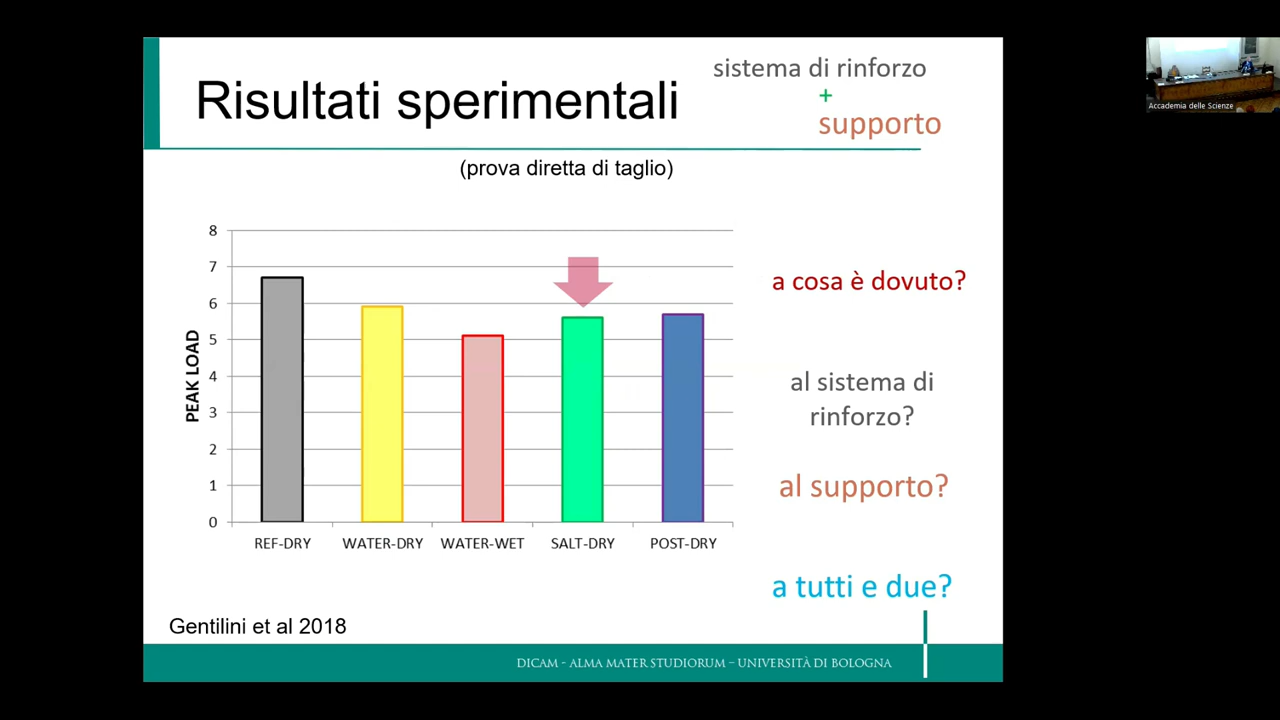 Risultati sperimentali
sistema di rinforzo
+
supporto
(prova diretta di taglio)
8
7
6
5
4
3
2
1
0
PEAK LOAD
REF-DRY WATER-DRY WATER-WET SALT-DRY POST-DRY
a cosa è dovuto?
al sistema di
rinforzo?
al supporto?
a tutti e due?
Gentilini et al 2018
DICAM - ALMA MATER STUDIORUM – UNIVERSITÀ DI BOLOGNA
Accademia delle Scienze